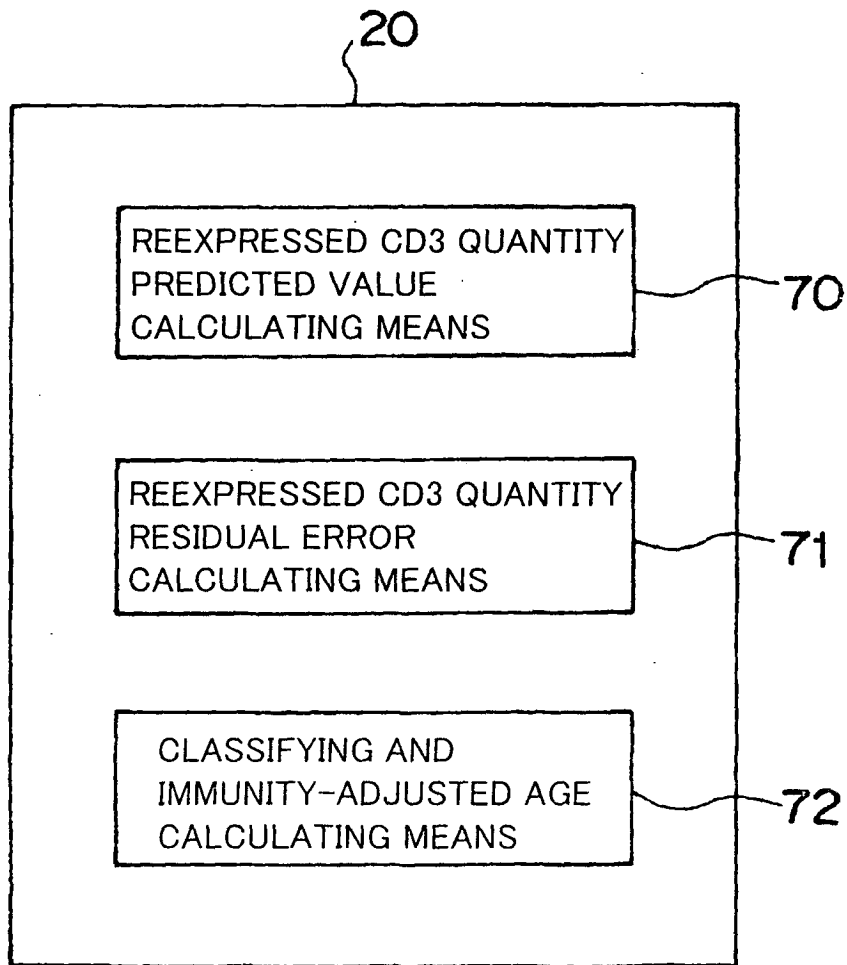 20
REEXPRESSED CD3 QUANTITY
PREDICTED VALUE
CALCULATING MEANS
70
REEXPRESSED CD3 QUANTITY
RESIDUAL ERROR
CALCULATING MEANS
71
CLASSIFYING AND
IMMUNITY-ADJUSTED AGE
CALCULATING MEANS
72